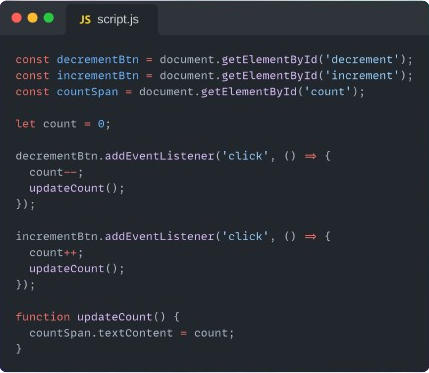 JS script.js
const decrementBtn = document.getElementById('decrement');
const incrementBtn = document.getElementById('increment');
const countSpan = document.getElementById('count');
let count = 0;
decrementBtn.addEventListener('click', () => {
  count--;
  updateCount();
});
incrementBtn.addEventListener('click', () => {
  count++;
  updateCount();
});
function updateCount() {
  countSpan.textContent = count;
}